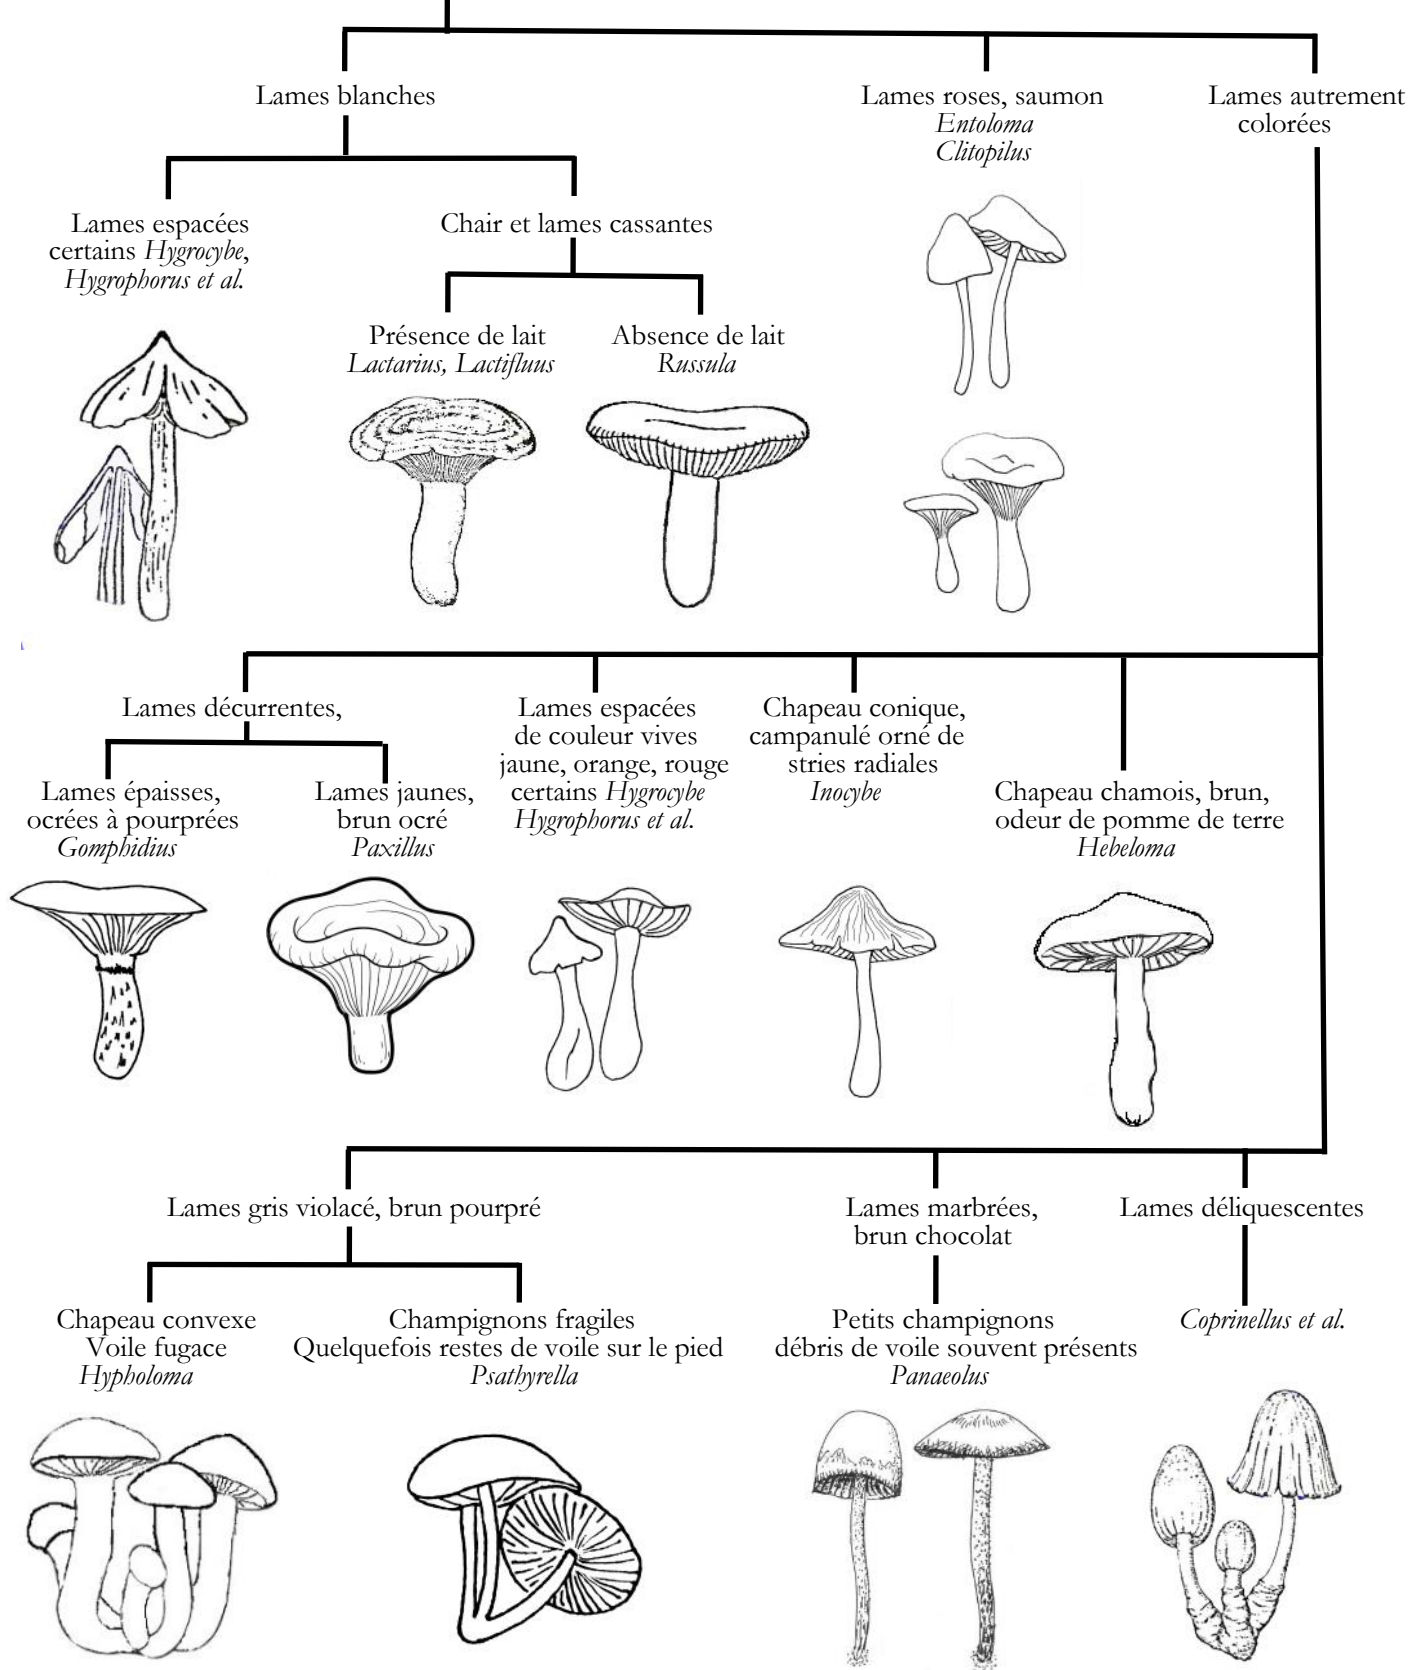 Lames blanches
Lames roses, saumon
Entoloma
Clitopilus
Lames autrement
colorées
Lames espacées
certains Hygrocybe,
Hygrophorus et al.
Chair et lames cassantes
Présence de lait
Lactarius, Lactifluus
Absence de lait
Russula
Lames décurrentes,
Lames épaisses,
ocrées à pourprées
Gomphidius
Lames jaunes,
brun ocré
Paxillus
Lames espacées
de couleur vives
jaune, orange, rouge
certains Hygrocybe
Hygrophorus et al.
Chapeau conique,
campanulé orné de
stries radiales
Inocybe
Chapeau chamois, brun,
odeur de pomme de terre
Hebeloma
Lames gris violacé, brun pourpré
Chapeau convexe
Voile fugace
Hypholoma
Champignons fragiles
Quelquefois restes de voile sur le pied
Psathyrella
Lames marbrées,
brun chocolat
Petits champignons
débris de voile souvent présents
Panaeolus
Lames déliquescentes
Coprinellus et al.